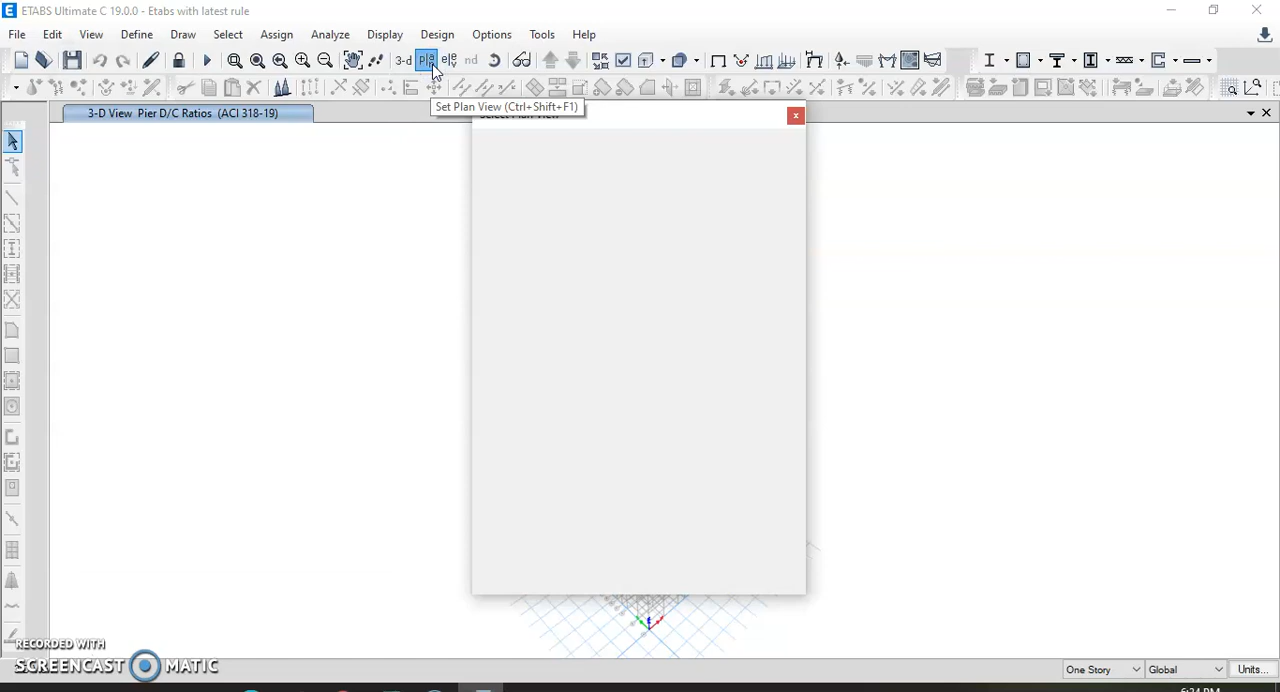 ETABS Ultimate C 19.0.0 - Etabs with latest rule
File Edit View Define Draw Select Assign Analyze Display Design Options Tools Help
3-d plã elẽ nd
Set Plan View (Ctrl+Shift+F1)
3-D View Pier D/C Ratios (ACI 318-19)
RECORDED WITH
SCREENCAST MATIC
One Story Global Units...